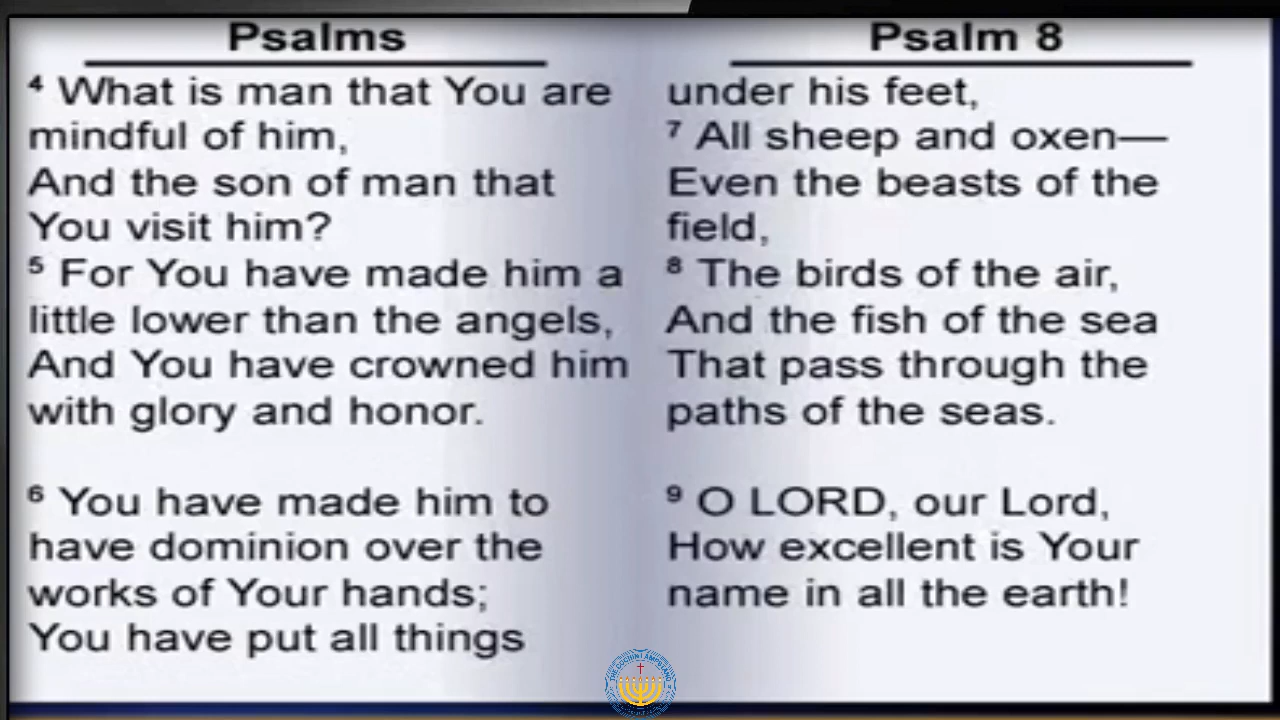 Psalms
⁴ What is man that You are
mindful of him,
And the son of man that
You visit him?
⁵ For You have made him a
little lower than the angels,
And You have crowned him
with glory and honor.
⁶ You have made him to
have dominion over the
works of Your hands;
You have put all things
Psalm 8
under his feet,
⁷ All sheep and oxen—
Even the beasts of the
field,
⁸ The birds of the air,
And the fish of the sea
That pass through the
paths of the seas.
⁹ O LORD, our Lord,
How excellent is Your
name in all the earth!